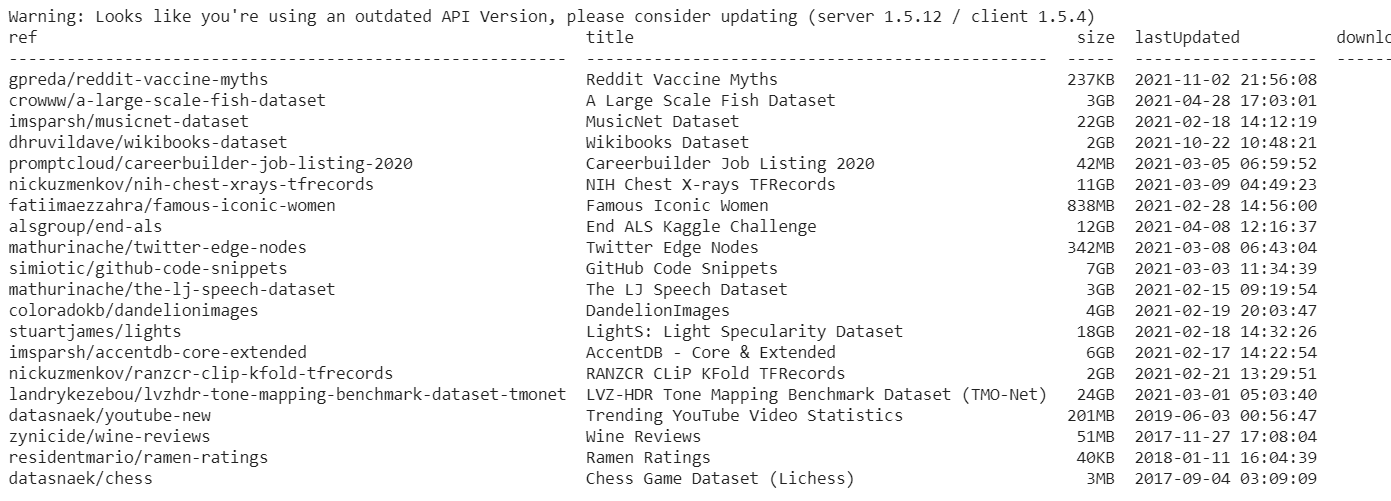 Warning: Looks like you're using an outdated API Version, please consider updating (server 1.5.12 / client 1.5.4)
ref title size lastUpdated downlo
-------------------------------------------------------- ---------------------------------------------- ----- ------------------- ------
gpreda/reddit-vaccine-myths Reddit Vaccine Myths 237KB 2021-11-02 21:56:08
crowww/a-large-scale-fish-dataset A Large Scale Fish Dataset 3GB 2021-04-28 17:03:01
imsparsh/musicnet-dataset MusicNet Dataset 22GB 2021-02-18 14:12:19
dhruvildave/wikibooks-dataset Wikibooks Dataset 2GB 2021-10-22 10:48:21
promptcloud/careerbuilder-job-listing-2020 Careerbuilder Job Listing 2020 42MB 2021-03-05 06:59:52
nickuzmenkov/nih-chest-xrays-tfrecords NIH Chest X-rays TFRecords 11GB 2021-03-09 04:49:23
fatiimaezzahra/famous-iconic-women Famous Iconic Women 838MB 2021-02-28 14:56:00
alsgroup/end-als End ALS Kaggle Challenge 12GB 2021-04-08 12:16:37
mathurinache/twitter-edge-nodes Twitter Edge Nodes 342MB 2021-03-08 06:43:04
simiotic/github-code-snippets GitHub Code Snippets 7GB 2021-03-03 11:34:39
mathurinache/the-lj-speech-dataset The LJ Speech Dataset 3GB 2021-02-15 09:19:54
coloradokb/dandelionimages DandelionImages 4GB 2021-02-19 20:03:47
stuartjames/lights LightS: Light Specularity Dataset 18GB 2021-02-18 14:32:26
imsparsh/accentdb-core-extended AccentDB - Core & Extended 6GB 2021-02-17 14:22:54
nickuzmenkov/ranzcr-clip-kfold-tfrecords RANZCR CLiP KFold TFRecords 2GB 2021-02-21 13:29:51
landrykezebou/lvzhdr-tone-mapping-benchmark-dataset-tmonet LVZ-HDR Tone Mapping Benchmark Dataset (TMO-Net) 24GB 2021-03-01 05:03:40
datasnaek/youtube-new Trending YouTube Video Statistics 201MB 2019-06-03 00:56:47
zynicide/wine-reviews Wine Reviews 51MB 2017-11-27 17:08:04
residentmario/ramen-ratings Ramen Ratings 40KB 2018-01-11 16:04:39
datasnaek/chess Chess Game Dataset (Lichess) 3MB 2017-09-04 03:09:09